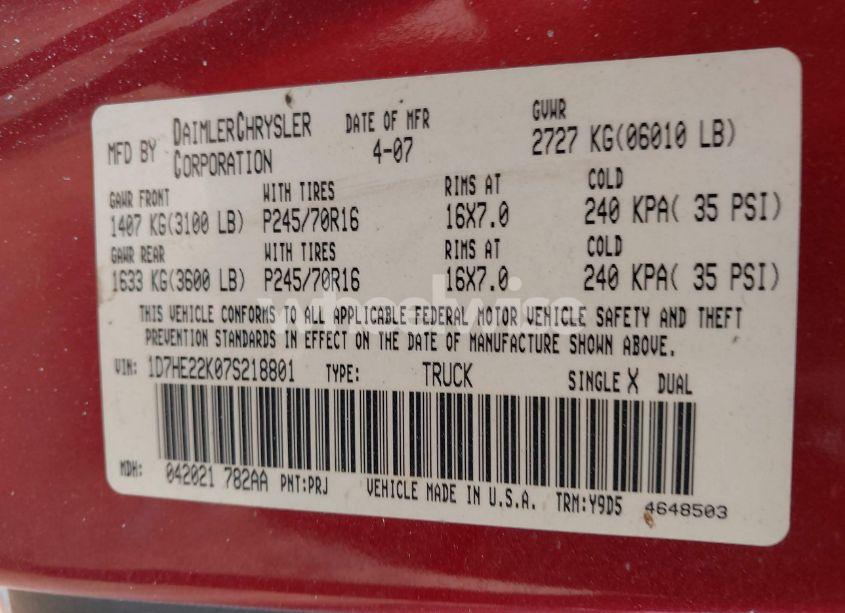 MFD BY DAIMLERCHRYSLER CORPORATION DATE OF MFR 4-07 GVWR 2727 KG(06010 LB)
GAWR FRONT WITH TIRES RIMS AT COLD
1407 KG(3100 LB) P245/70R16 16X7.0 240 KPA( 35 PSI)
GAWR REAR WITH TIRES RIMS AT COLD
1633 KG(3600 LB) P245/70R16 16X7.0 240 KPA( 35 PSI)
THIS VEHICLE CONFORMS TO ALL APPLICABLE FEDERAL MOTOR VEHICLE SAFETY AND THEFT
PREVENTION STANDARDS IN EFFECT ON THE DATE OF MANUFACTURE SHOWN ABOVE.
VIN: 1D7HE22K07S218801 TYPE: TRUCK SINGLE X DUAL
MDH: 042021 782AA PNT:PRJ VEHICLE MADE IN U.S.A. TRM:Y9D5 4648503
wheelwise